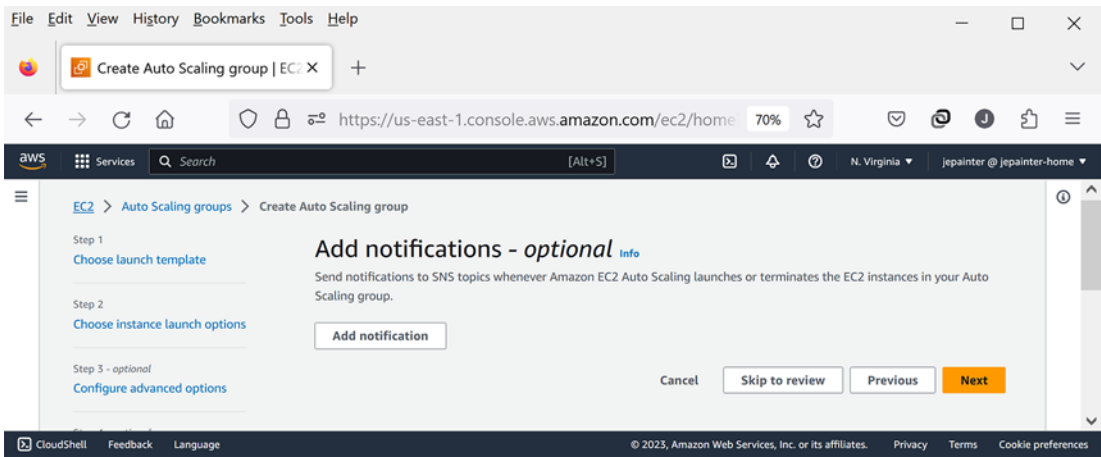 File Edit View History Bookmarks Tools Help
Create Auto Scaling group | EC2
https://us-east-1.console.aws.amazon.com/ec2/home
70%
J
aws
Services
Search
[Alt+S]
N. Virginia
jepainter @ jepainter-home
EC2 > Auto Scaling groups > Create Auto Scaling group
Step 1
Choose launch template
Step 2
Choose instance launch options
Step 3 - optional
Configure advanced options
Add notifications - optional Info
Send notifications to SNS topics whenever Amazon EC2 Auto Scaling launches or terminates the EC2 instances in your Auto
Scaling group.
Add notification
Cancel
Skip to review
Previous
Next
CloudShell Feedback Language
© 2023, Amazon Web Services, Inc. or its affiliates. Privacy Terms Cookie preferences